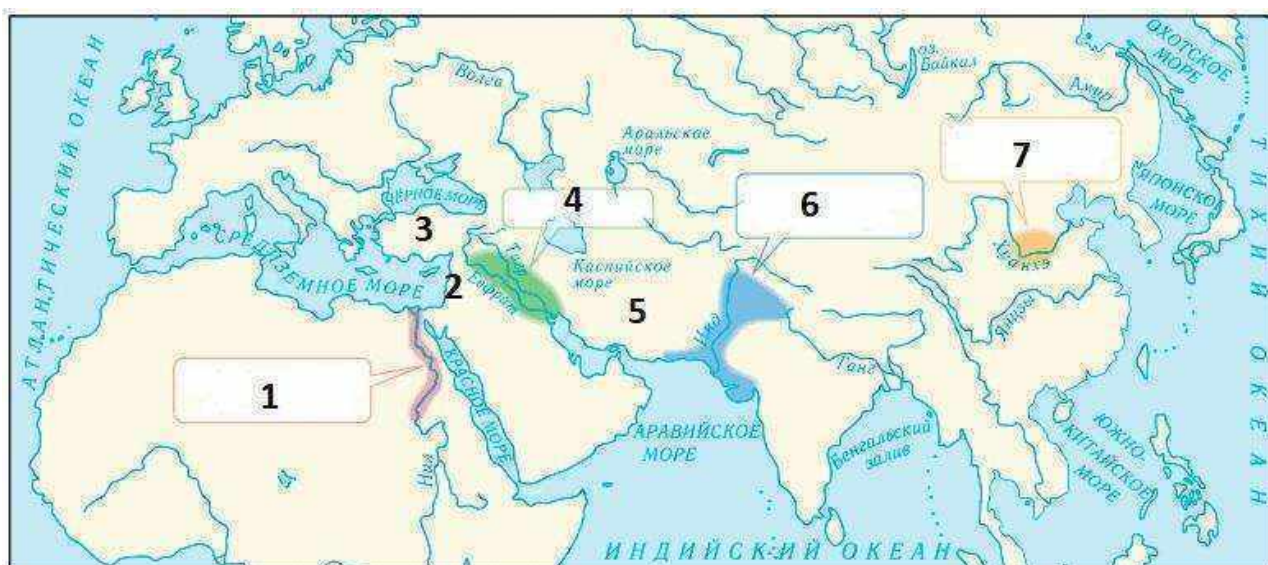 АТЛАНТИЧЕСКИЙ ОКЕАН
Волга
оз.
Байкал
ОХОТСКОЕ
МОРЕ
Амур
Аральское
море
7
ЧЁРНОЕ МОРЕ
4
6
ЯПОНСКОЕ
МОРЕ
ТИХИЙ ОКЕАН
3
СРЕДИЗЕМНОЕ МОРЕ
2
Тигр
Евфрат
Каспийское
море
5
Инд
Хуанхэ
Янцзы
1
КРАСНОЕ МОРЕ
Нил
Ганг
АРАВИЙСКОЕ
МОРЕ
Бенгальский
залив
ЮЖНО-
КИТАЙСКОЕ
МОРЕ
ИНДИЙСКИЙ ОКЕАН